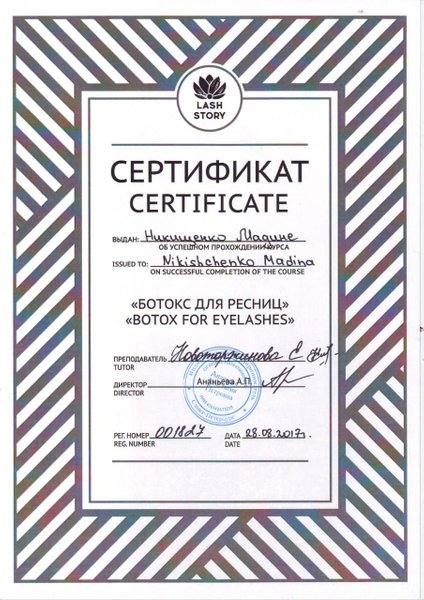 LASH
STORY
СЕРТИФИКАТ
CERTIFICATE
ВЫДАН: Никищенко Мадине
ОБ УСПЕШНОМ ПРОХОЖДЕНИИ КУРСА
ISSUED TO: Nikishchenko Madina
ON SUCCESSFUL COMPLETION OF THE COURSE
«БОТОКС ДЛЯ РЕСНИЦ»
«BOTOX FOR EYELASHES»
ПРЕПОДАВАТЕЛЬ Новоторжинова Е
TUTOR
ДИРЕКТОР Ананьева А.П.
DIRECTOR
РЕГ. НОМЕР 001827 ДАТА 28.08.2017г.
REG. NUMBER DATE